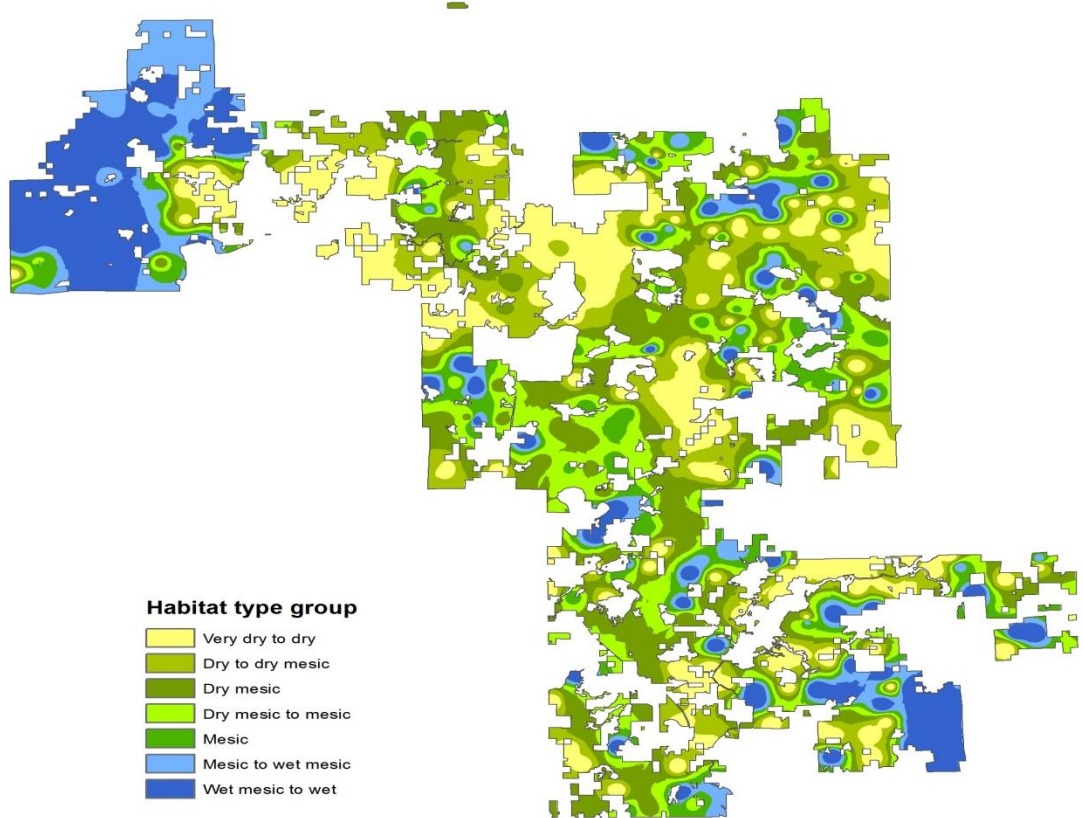 Habitat type group
Very dry to dry
Dry to dry mesic
Dry mesic
Dry mesic to mesic
Mesic
Mesic to wet mesic
Wet mesic to wet